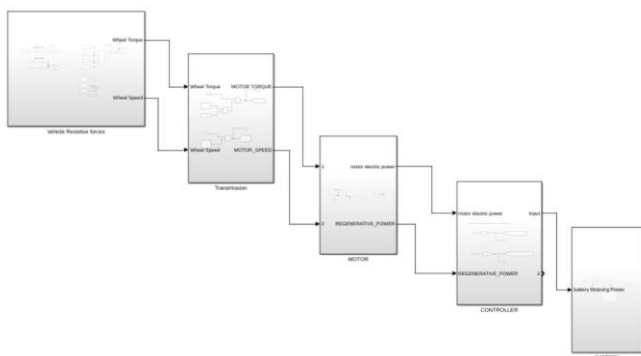 Wheel Torque
Wheel Speed
Vehicle Resistive forces
Wheel Torque
MOTOR TORQUE
Wheel Speed
MOTOR_SPEED
Transmission
1
motor electric power
2
REGENERATIVE_POWER
MOTOR
motor electric power
Input
REGENERATIVE_POWER
2
CONTROLLER
battery Motoring Power